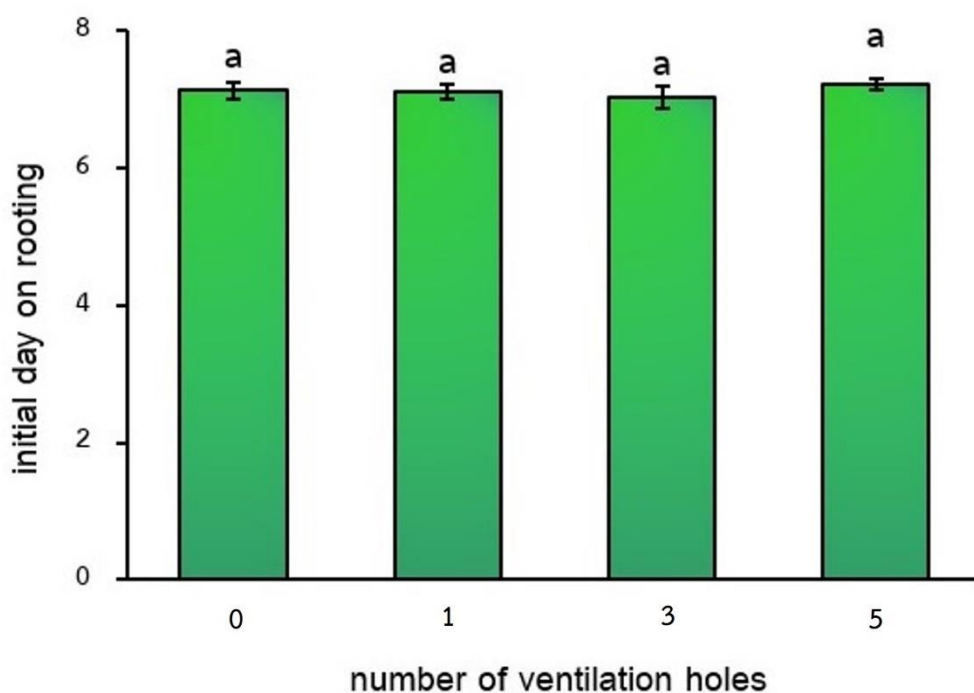 8
6
4
2
0
initial day on rooting
a
a
a
a
0
1
3
5
number of ventilation holes